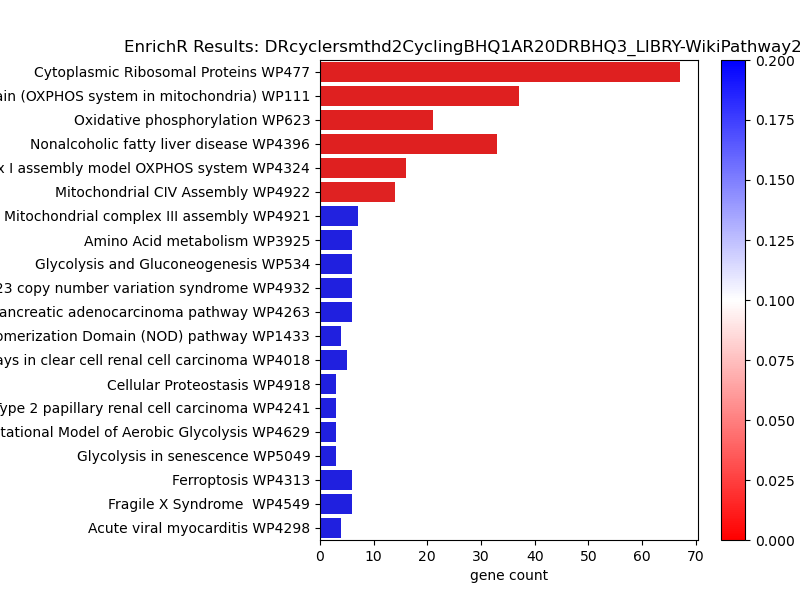 EnrichR Results: DRcyclersmthd2CyclingBHQ1AR20DRBHQ3_LIBRY-WikiPathway2
Cytoplasmic Ribosomal Proteins WP477
(OXPHOS system in mitochondria) WP111
Oxidative phosphorylation WP623
Nonalcoholic fatty liver disease WP4396
I assembly model OXPHOS system WP4324
Mitochondrial CIV Assembly WP4922
Mitochondrial complex III assembly WP4921
Amino Acid metabolism WP3925
Glycolysis and Gluconeogenesis WP534
23 copy number variation syndrome WP4932
ancreatic adenocarcinoma pathway WP4263
omerization Domain (NOD) pathway WP1433
ays in clear cell renal cell carcinoma WP4018
Cellular Proteostasis WP4918
Type 2 papillary renal cell carcinoma WP4241
tational Model of Aerobic Glycolysis WP4629
Glycolysis in senescence WP5049
Ferroptosis WP4313
Fragile X Syndrome  WP4549
Acute viral myocarditis WP4298
0 10 20 30 40 50 60 70
gene count
0.200
0.175
0.150
0.125
0.100
0.075
0.050
0.025
0.000